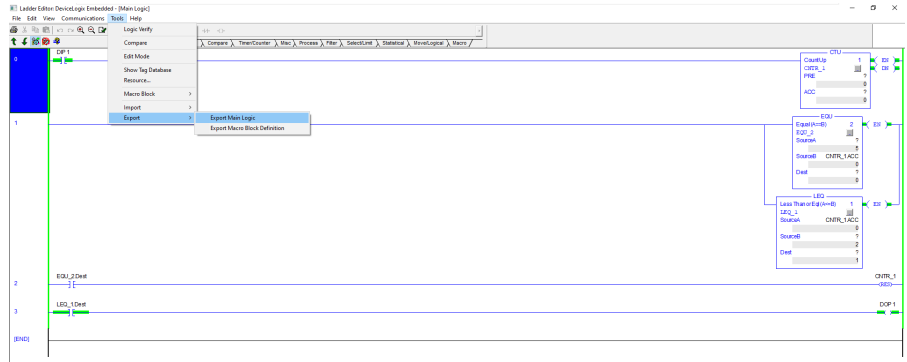 Ladder Editor: DeviceLogix Embedded - [Main Logic]
File Edit View Communications Tools Help
Logic Verify
Compare
Edit Mode
Show Tag Database
Resource...
Macro Block >
Import >
Export >
Export Main Logic
Export Macro Block Definition
Compare Timer/Counter Misc Process Filter Select/Limit Statistical Move/Logical Macro
0
DIP 1
CTU
CountUp 1
CNTR_1
PRE ?
0
ACC ?
0
EN
DN
1
EQU
Equal(A==B) 2
EQU_2
SourceA ?
5
SourceB CNTR_1.ACC
0
Dest ?
0
EN
LEQ
Less Than or Eql(A<=B) 1
LEQ_1
SourceA CNTR_1.ACC
0
SourceB ?
2
Dest ?
1
EN
2
EQU_2.Dest
CNTR_1
RES
3
LEQ_1.Dest
DOP 1
[END]